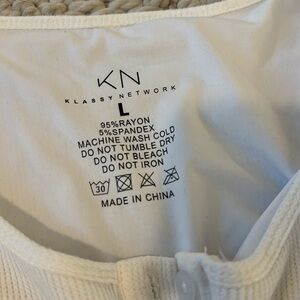 KN
KLASSY NETWORK
L
95%RAYON
5%SPANDEX
MACHINE WASH COLD
DO NOT TUMBLE DRY
DO NOT BLEACH
DO NOT IRON
30
MADE IN CHINA